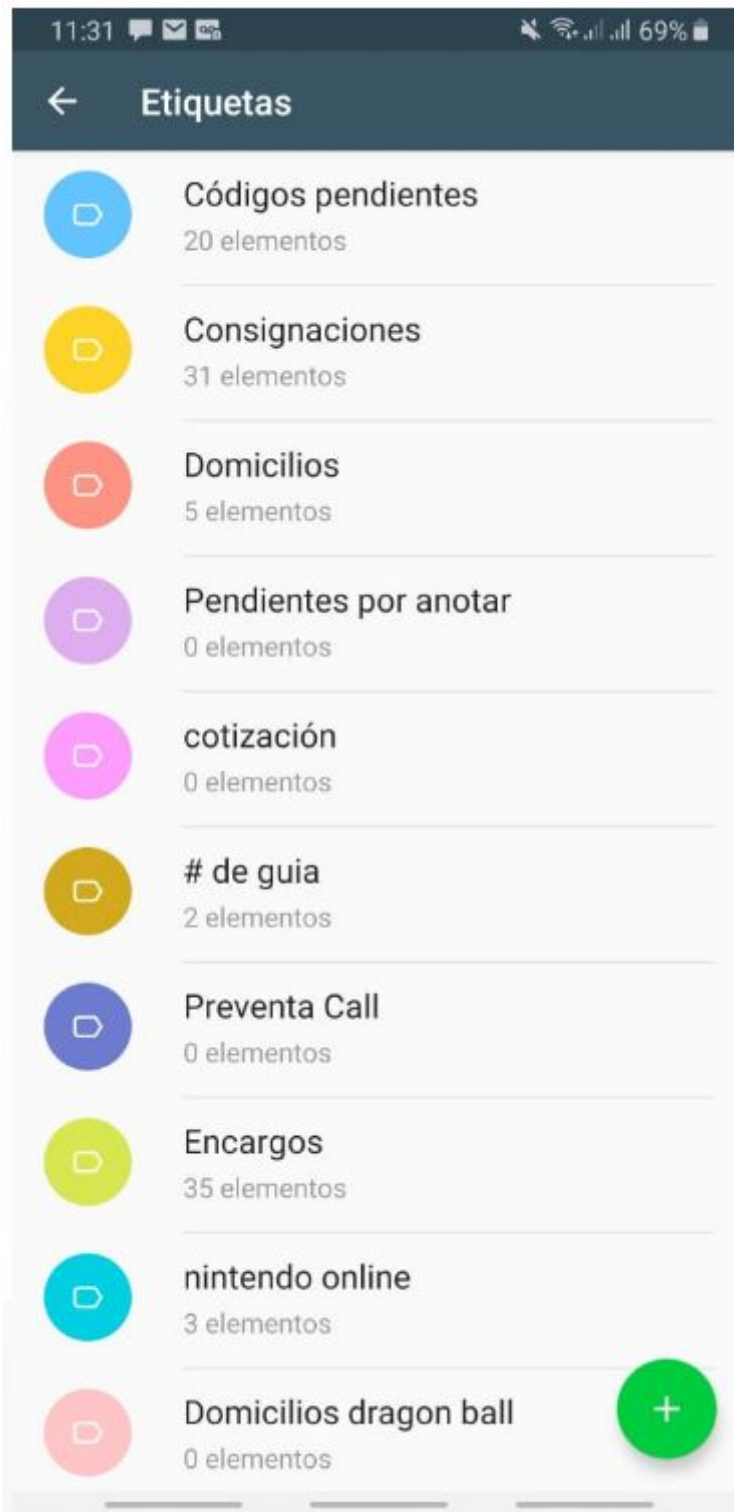 11:31 69%
Etiquetas
Códigos pendientes
20 elementos
Consignaciones
31 elementos
Domicilios
5 elementos
Pendientes por anotar
0 elementos
cotización
0 elementos
# de guia
2 elementos
Preventa Call
0 elementos
Encargos
35 elementos
nintendo online
3 elementos
Domicilios dragon ball
0 elementos